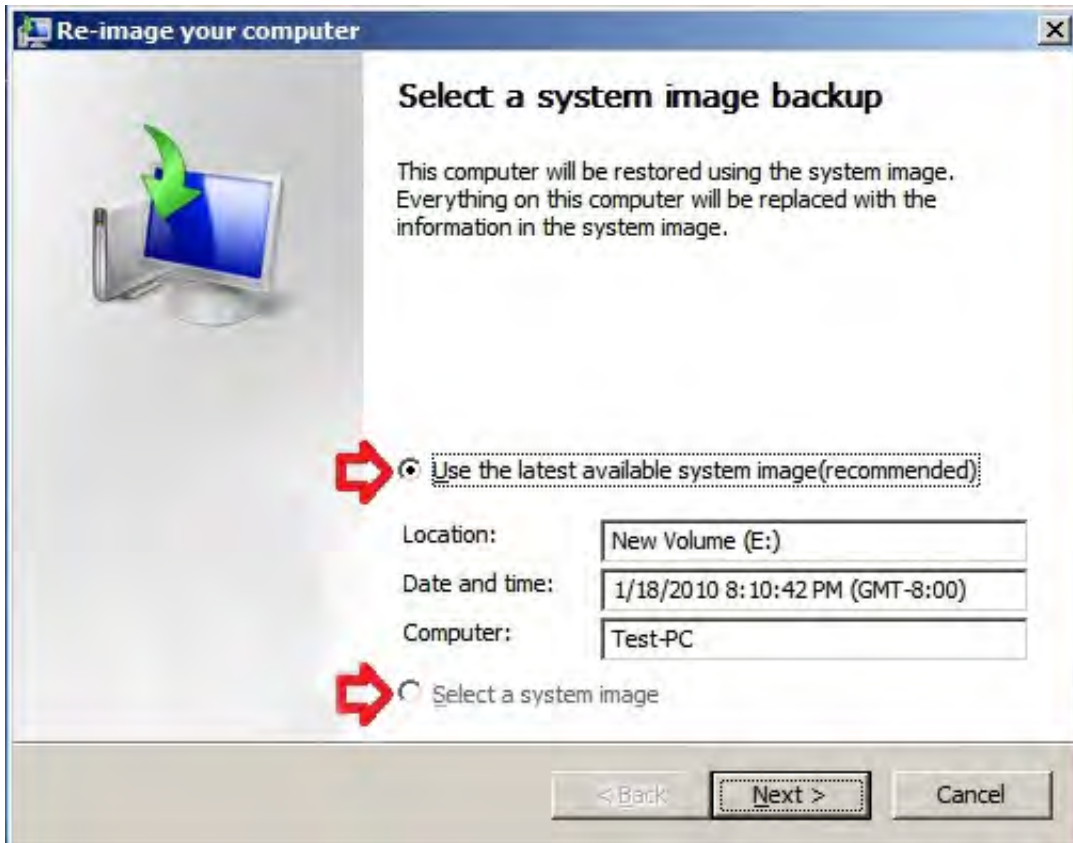 Re-image your computer
Select a system image backup
This computer will be restored using the system image.
Everything on this computer will be replaced with the
information in the system image.
Use the latest available system image(recommended)
Location: New Volume (E:)
Date and time: 1/18/2010 8:10:42 PM (GMT-8:00)
Computer: Test-PC
Select a system image
< Back Next > Cancel